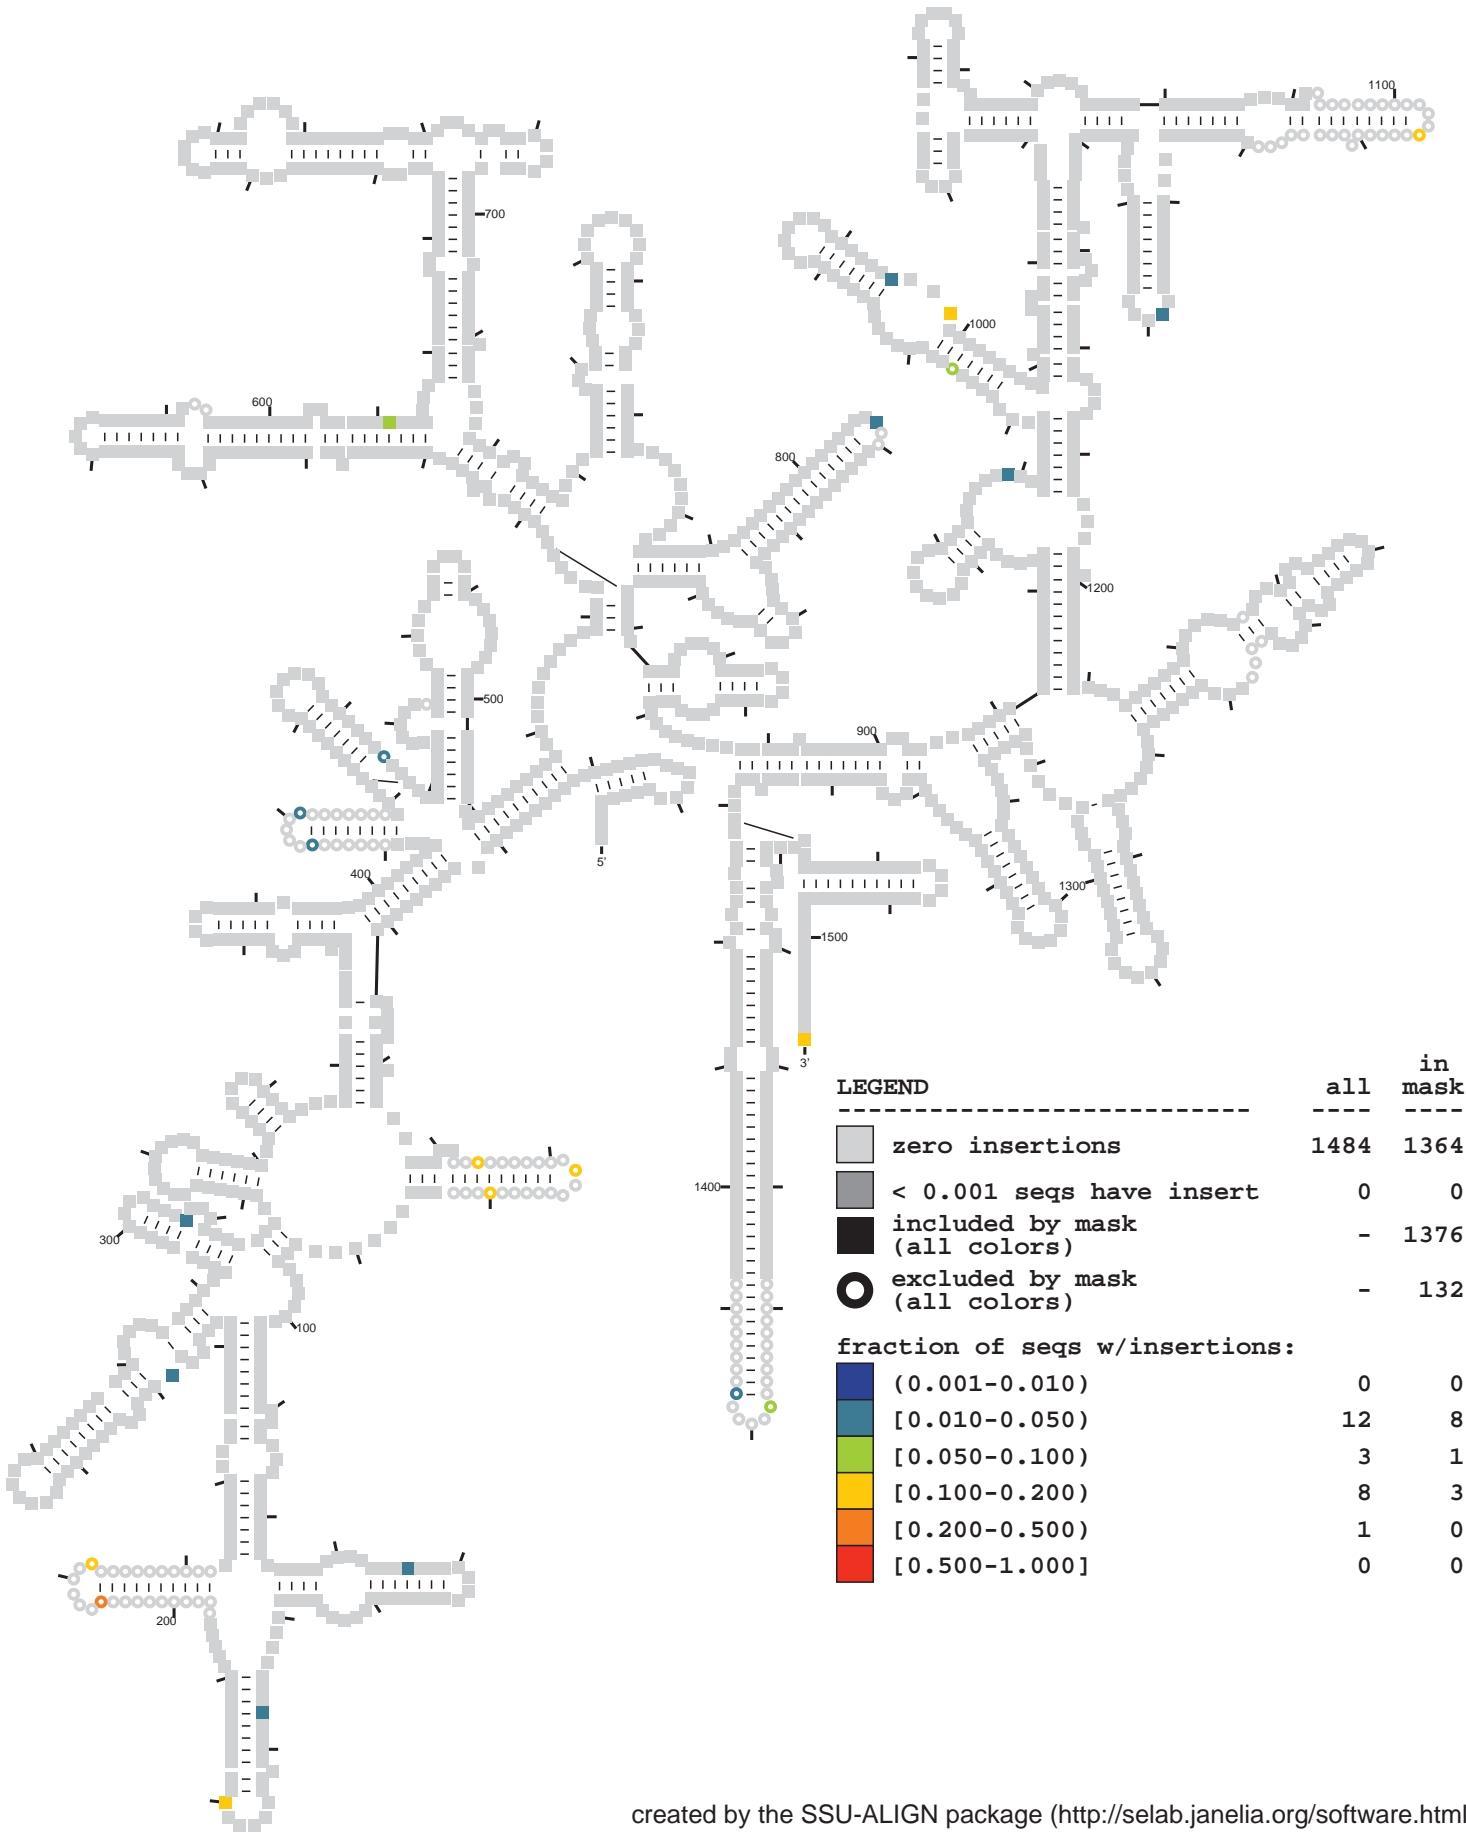 1100
700
1000
600
800
1200
500
900
5'
400
1300
1500
3'
in
LEGEND all mask
---------------------------- ---- ----
zero insertions 1484 1364
< 0.001 seqs have insert 0 0
included by mask
(all colors) - 1376
excluded by mask
(all colors) - 132
fraction of seqs w/insertions:
(0.001-0.010) 0 0
[0.010-0.050) 12 8
[0.050-0.100) 3 1
[0.100-0.200) 8 3
[0.200-0.500) 1 0
[0.500-1.000] 0 0
1400
300
100
200
created by the SSU-ALIGN package (http://selab.janelia.org/software.html